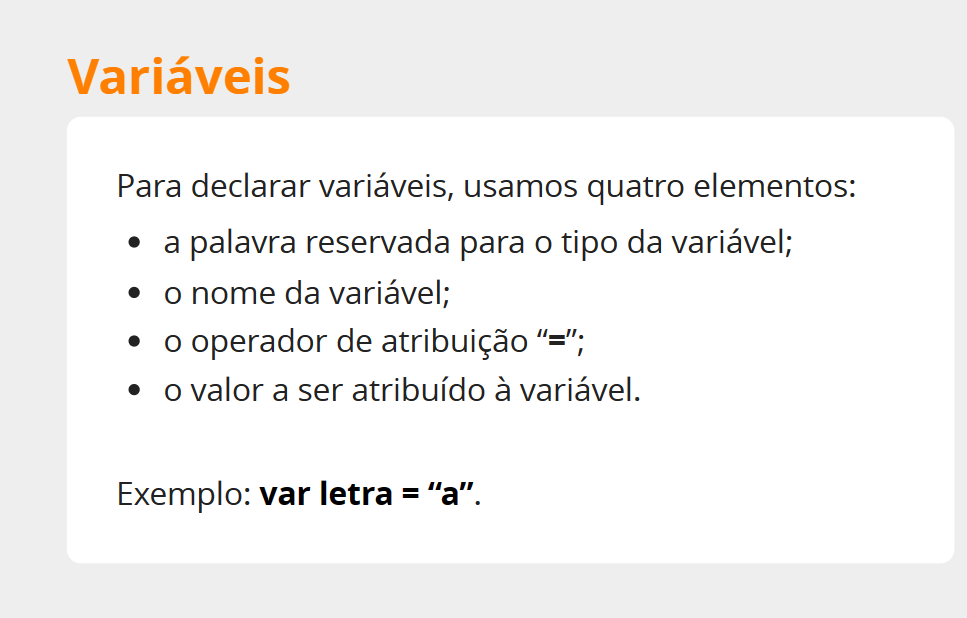 Variáveis
Para declarar variáveis, usamos quatro elementos:
• a palavra reservada para o tipo da variável;
• o nome da variável;
• o operador de atribuição “=”;
• o valor a ser atribuído à variável.
Exemplo: var letra = “a”.